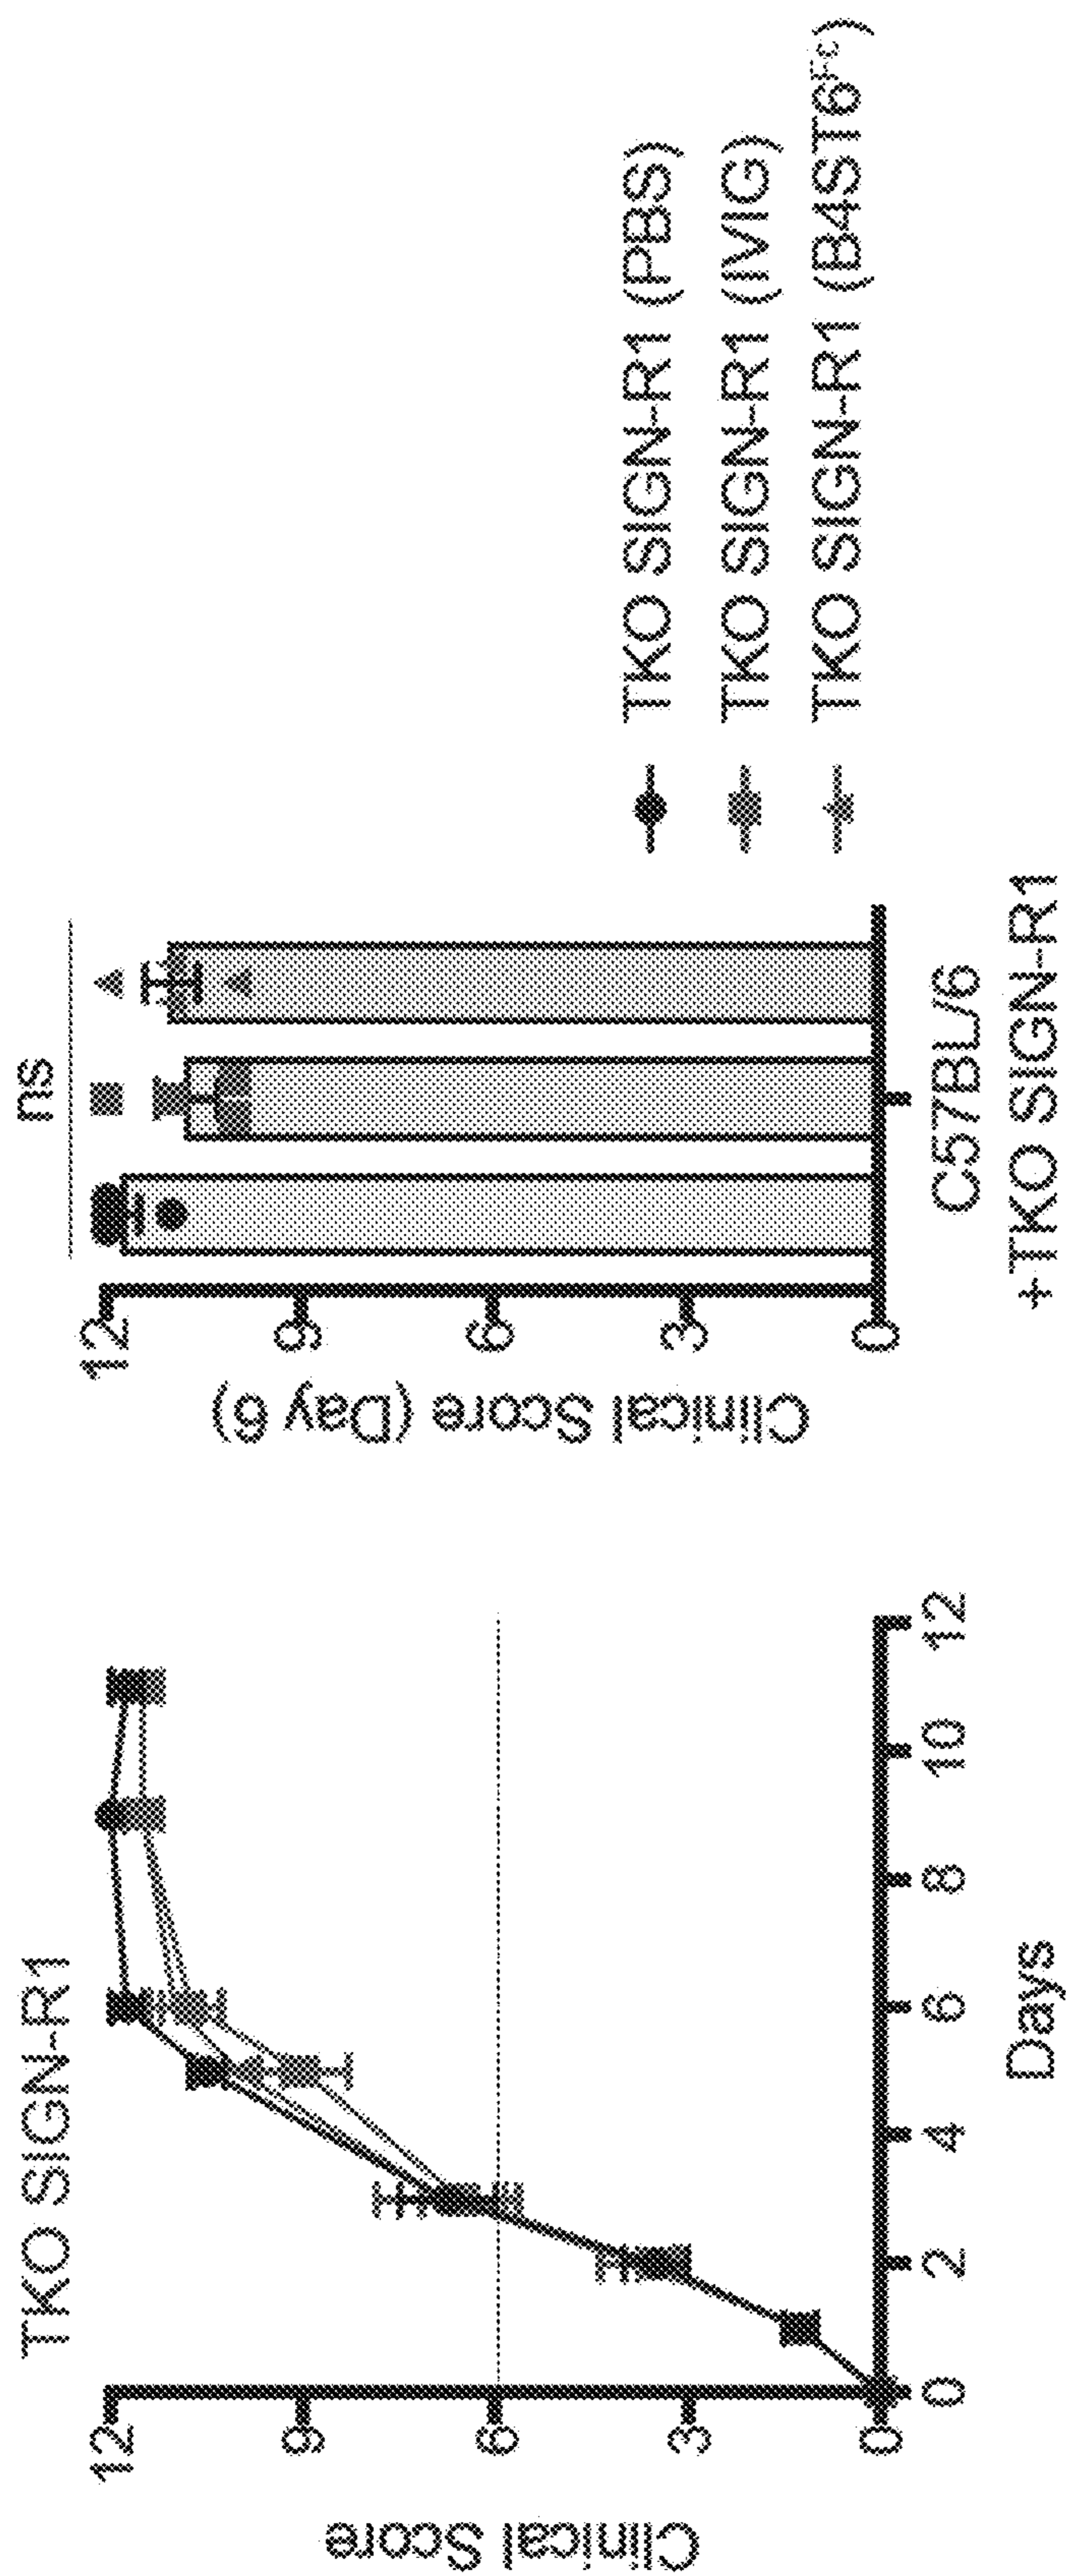 TKO SIGN-R1
Clinical Score
12
9
6
3
0
0
2
4
6
8
10
12
Days
ns
Clinical Score (Day 6)
12
9
6
3
0
C57BL/6
+TKO SIGN-R1
TKO SIGN-R1 (PBS)
TKO SIGN-R1 (IVIG)
TKO SIGN-R1 (B4ST6Fc)